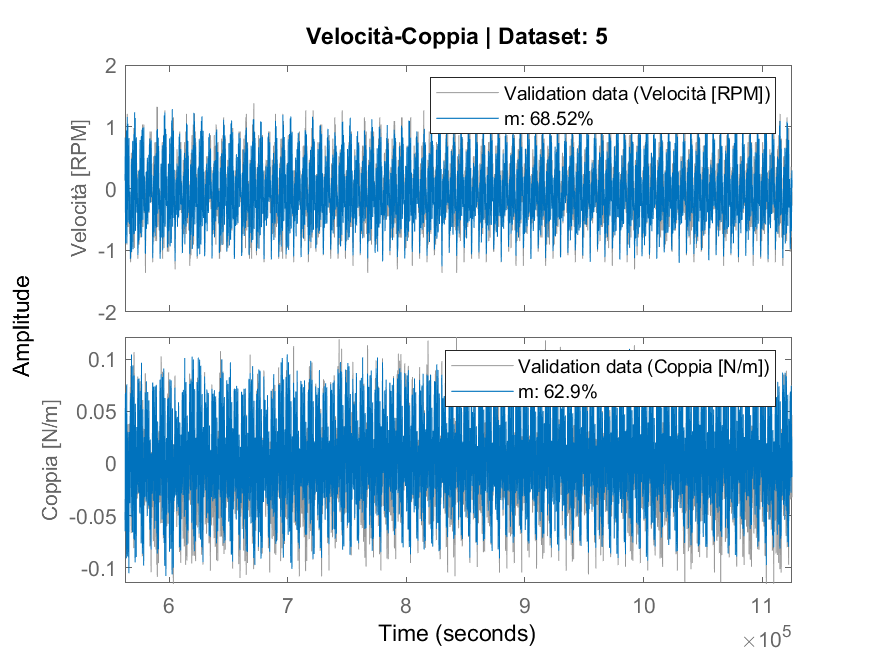 Velocità-Coppia | Dataset: 5
2
1
0
-1
-2
Velocità [RPM]
Validation data (Velocità [RPM])
m: 68.52%
Amplitude
0.1
0.05
0
-0.05
-0.1
Coppia [N/m]
Validation data (Coppia [N/m])
m: 62.9%
6 7 8 9 10 11
Time (seconds)
×10⁵